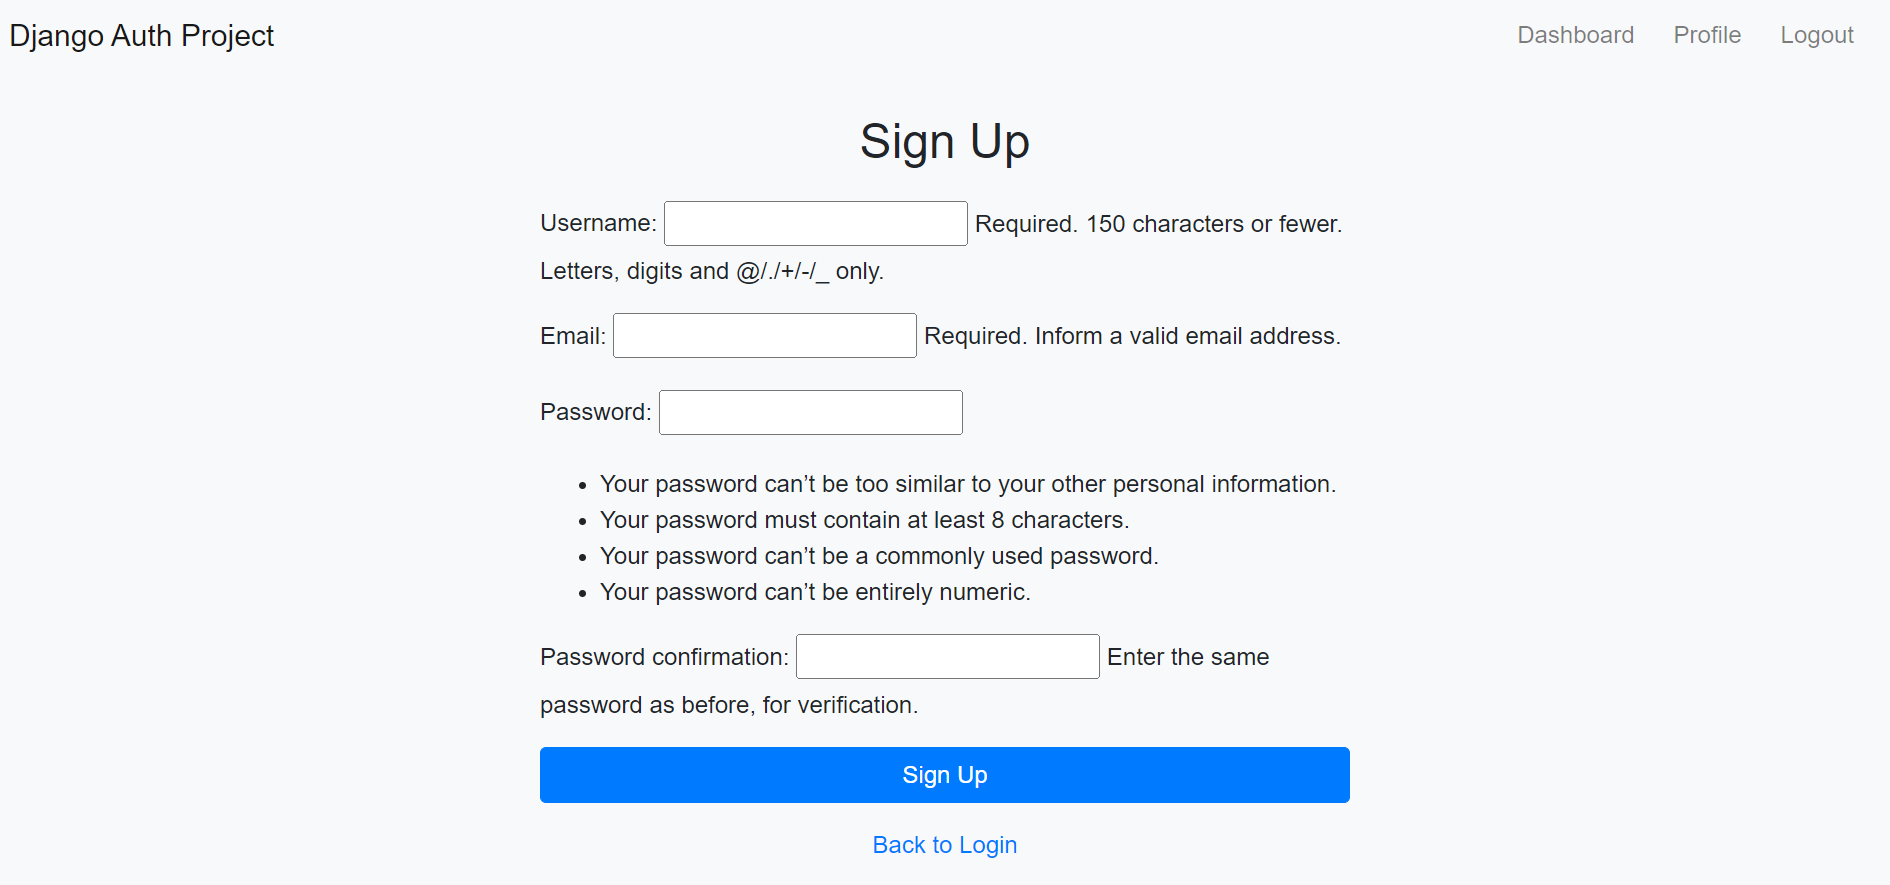 Django Auth Project Dashboard Profile Logout
Sign Up
Username: Required. 150 characters or fewer.
Letters, digits and @/./+/-/_ only.
Email: Required. Inform a valid email address.
Password:
• Your password can’t be too similar to your other personal information.
• Your password must contain at least 8 characters.
• Your password can’t be a commonly used password.
• Your password can’t be entirely numeric.
Password confirmation: Enter the same
password as before, for verification.
Sign Up
Back to Login